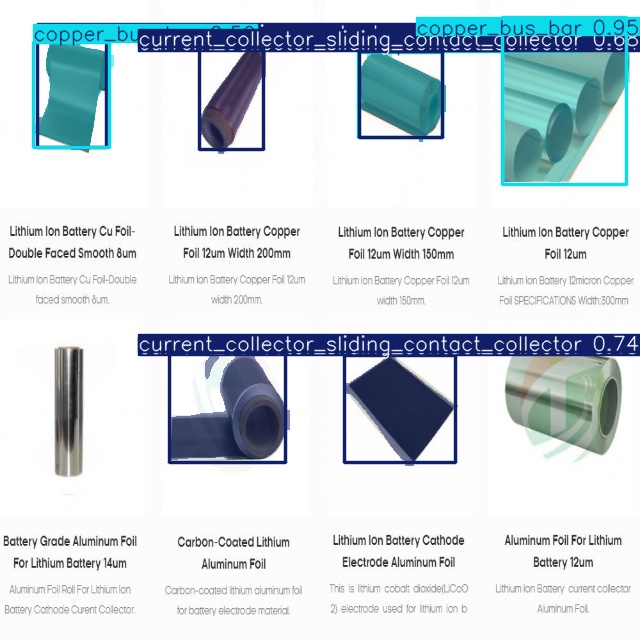 copper_bus_bar 0.95
current_collector_sliding_contact_collector 0.65
Lithium Ion Battery Cu Foil-
Double Faced Smooth 8um
Lithium Ion Battery Cu Foil-Double
faced smooth 8um.
Lithium Ion Battery Copper
Foil 12um Width 200mm
Lithium Ion Battery Copper Foil 12um
width 200mm.
Lithium Ion Battery Copper
Foil 12um Width 150mm
Lithium Ion Battery Copper Foil 12um
width 150mm.
Lithium Ion Battery Copper
Foil 12um
Lithium Ion Battery 12micron Copper
Foil SPECIFICATIONS Width:300mm
current_collector_sliding_contact_collector 0.74
Battery Grade Aluminum Foil
For Lithium Battery 14um
Aluminum Foil Roll For Lithium Ion
Battery Cathode Curent Collector.
Carbon-Coated Lithium
Aluminum Foil
Carbon-coated lithium aluminum foil
for battery electrode material.
Lithium Ion Battery Cathode
Electrode Aluminum Foil
This is lithium cobalt dioxide(LiCoO
2) electrode used for lithium ion b
Aluminum Foil For Lithium
Battery 12um
Lithium Ion Battery current collector
Aluminum Foil.